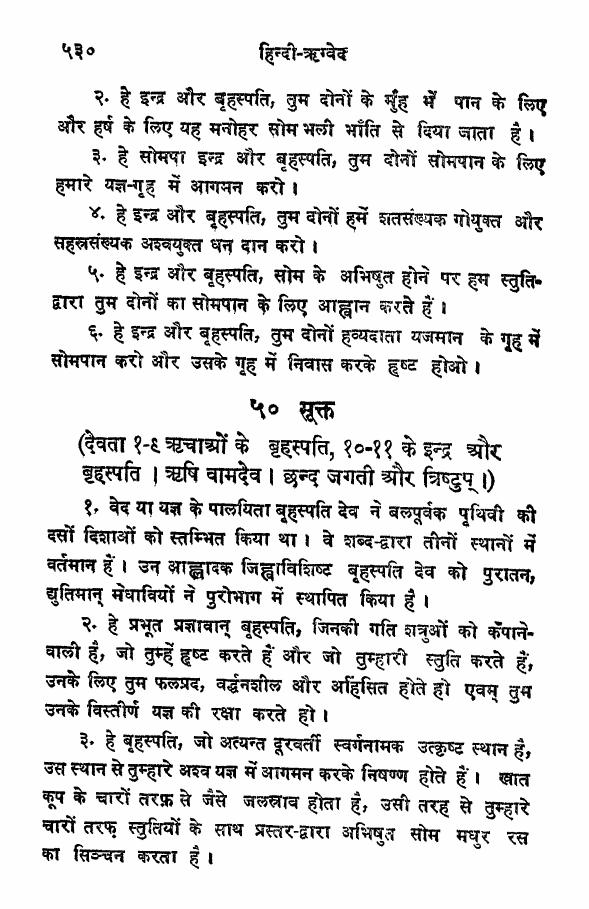 ५३०
हिन्दी-ऋग्वेद
२. हे इन्द्र और बृहस्पति, तुम दोनों के मुँह में पान के लिए
और हर्ष के लिए यह मनोहर सोम भली भाँति से दिया जाता है।
३. हे सोमपा इन्द्र और बृहस्पति, तुम दोनों सोमपान के लिए
हमारे यज्ञ-गृह में आगमन करो।
४. हे इन्द्र और बृहस्पति, तुम दोनों हमें शतसंख्यक गोयुक्त और
सहस्रसंख्यक अश्वयुक्त धन दान करो।
५. हे इन्द्र और बृहस्पति, सोम के अभिषुत होने पर हम स्तुति-
द्वारा तुम दोनों का सोमपान के लिए आह्वान करते हैं।
६. हे इन्द्र और बृहस्पति, तुम दोनों हव्यदाता यजमान के गृह में
सोमपान करो और उसके गृह में निवास करके हृष्ट होओ।
५० सूक्त
(देवता १-९ ऋचाओं के बृहस्पति, १०-११ के इन्द्र और
बृहस्पति। ऋषि वामदेव। छन्द जगती और त्रिष्टुप्।)
१. वेद या यज्ञ के पालयिता बृहस्पति देव ने बलपूर्वक पृथिवी की
दसों दिशाओं को स्तम्भित किया था। वे शब्द-द्वारा तीनों स्थानों में
वर्तमान हैं। उन आह्लादक जिह्वाविशिष्ट बृहस्पति देव को पुरातन,
द्युतिमान् मेधावियों ने पुरोभाग में स्थापित किया है।
२. हे प्रभूत प्रज्ञावान् बृहस्पति, जिनकी गति शत्रुओं को कँपाने-
वाली है, जो तुम्हें हृष्ट करते हैं और जो तुम्हारी स्तुति करते हैं,
उनके लिए तुम फलप्रद, वर्द्धनशील और अहिंसित होते हो एवम् तुम
उनके विस्तीर्ण यज्ञ की रक्षा करते हो।
३. हे बृहस्पति, जो अत्यन्त दूरवर्ती स्वर्गनामक उत्कृष्ट स्थान है,
उस स्थान से तुम्हारे अश्व यज्ञ में आगमन करके निषण्ण होते हैं। खात
कूप के चारों तरफ़ से जैसे जलस्राव होता है, उसी तरह से तुम्हारे
चारों तरफ़ स्तुतियों के साथ प्रस्तर-द्वारा अभिषुत सोम मधुर रस
का सिञ्चन करता है।